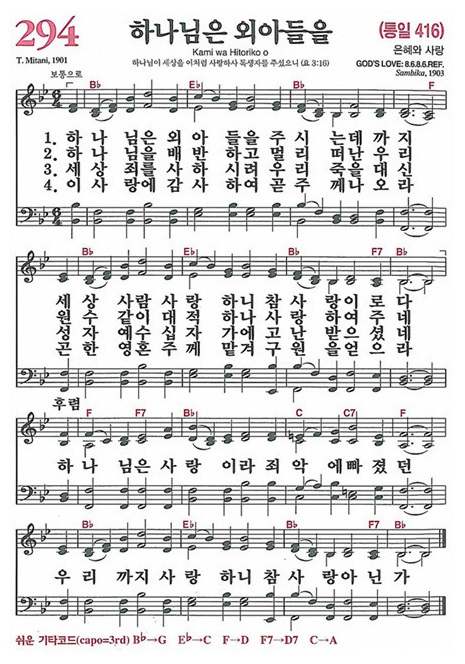 294 하나님은 외아들을 (통일 416)
Kami wa Hitoriko o 은혜와 사랑
T. Mitani, 1901 하나님이 세상을 이처럼 사랑하사 독생자를 주셨으니 (요 3:16) GOD'S LOVE: 8.6.8.6.REF.
Sambika, 1903
보통으로
B♭ E♭ B♭ F
1. 하 나 님은 외 아 들을 주 시 는데 까 지
2. 하 나 님을 배 반 하고 멀 리 떠난 우 리
3. 세 상 죄를 사 하 시려 우 리 죽을 대 신
4. 이 사 랑에 감 사 하여 곧 주 께나 오 라
B♭ E♭ B♭ F7 B♭
세 상 사 람 사 랑 하 니 참 사 랑이 로 다
원 수 같 이 대 적 하 나 사 랑 하여 주 네
성 자 예 수 십 자 가 에 고 난 받으 셨 네
곤 한 영 혼 주 께 맡 겨 구 원 을얻 으 라
후렴
F F7 B♭ C C7 F
하 나 님은 사 랑 이라 죄 악 에빠 졌 던
B♭ E♭ B♭ F7 B♭
우 리 까지 사 랑 하니 참 사 랑아 닌 가
쉬운 기타코드(capo=3rd) B♭→G E♭→C F→D F7→D7 C→A